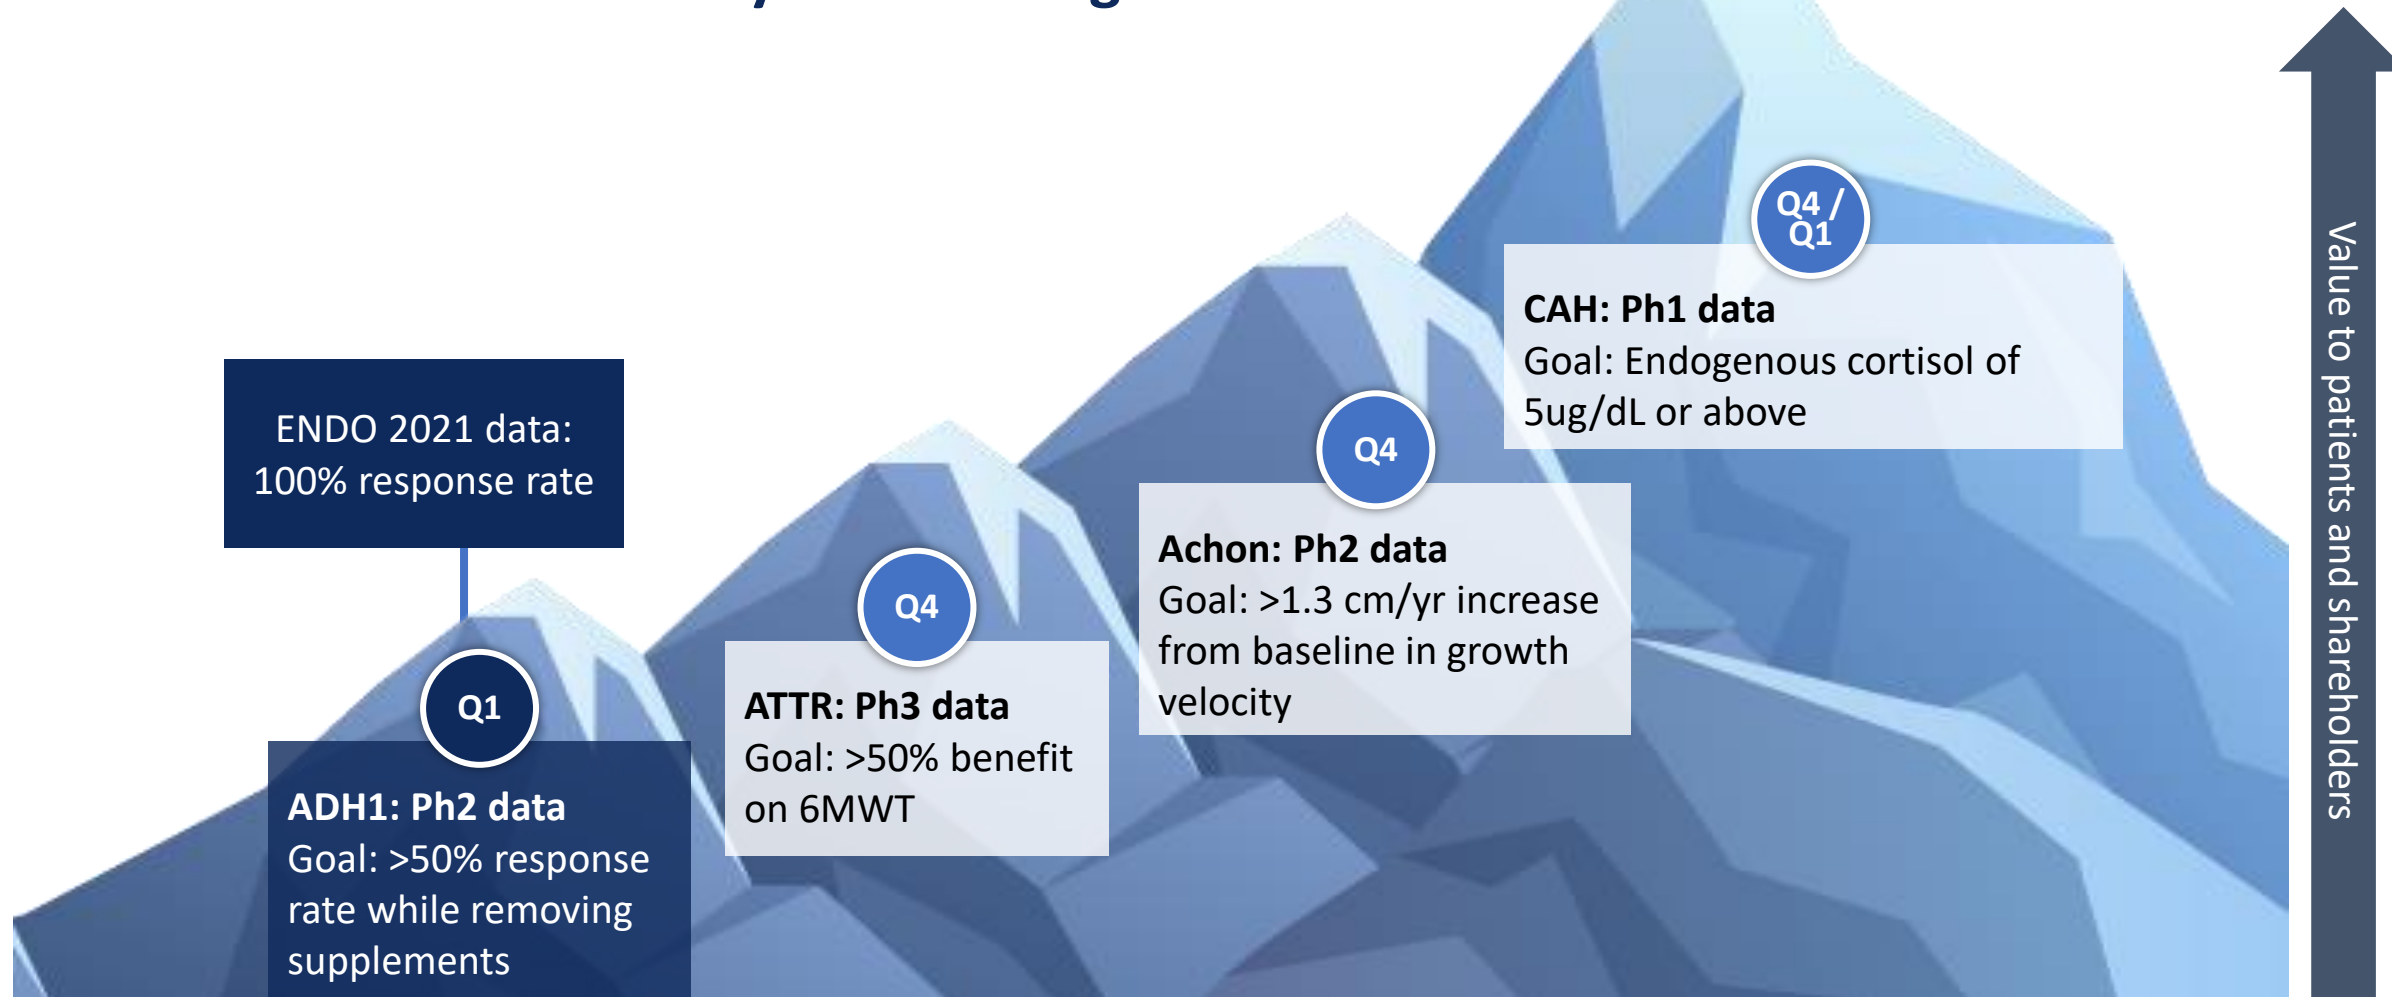 ENDO 2021 data:
100% response rate
Q1
ADH1: Ph2 data
Goal: >50% response
rate while removing
supplements
Q4
ATTR: Ph3 data
Goal: >50% benefit
on 6MWT
Q4
Achon: Ph2 data
Goal: >1.3 cm/yr increase
from baseline in growth
velocity
Q4 /
Q1
CAH: Ph1 data
Goal: Endogenous cortisol of
5ug/dL or above
Value to patients and shareholders